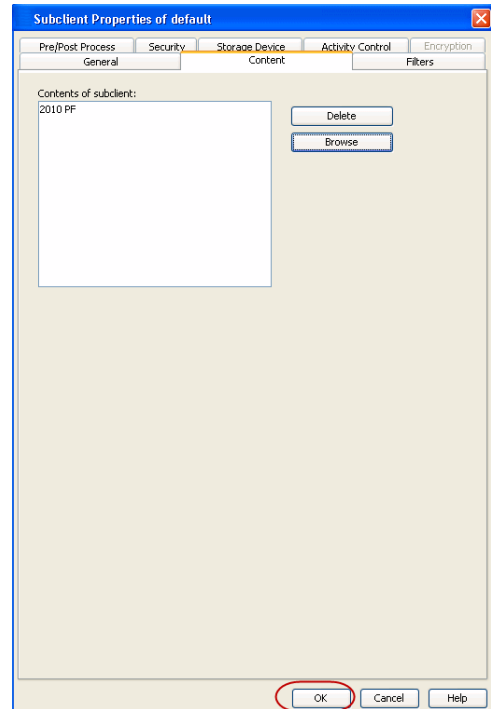 Subclient Properties of default
Pre/Post Process Security Storage Device Activity Control Encryption
General Content Filters
Contents of subclient:
2010 PF
Delete
Browse
OK Cancel Help